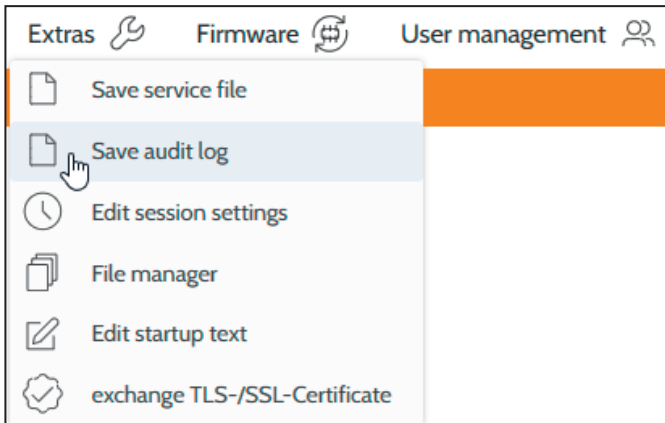 Extras Firmware User management
Save service file
Save audit log
Edit session settings
File manager
Edit startup text
exchange TLS-/SSL-Certificate